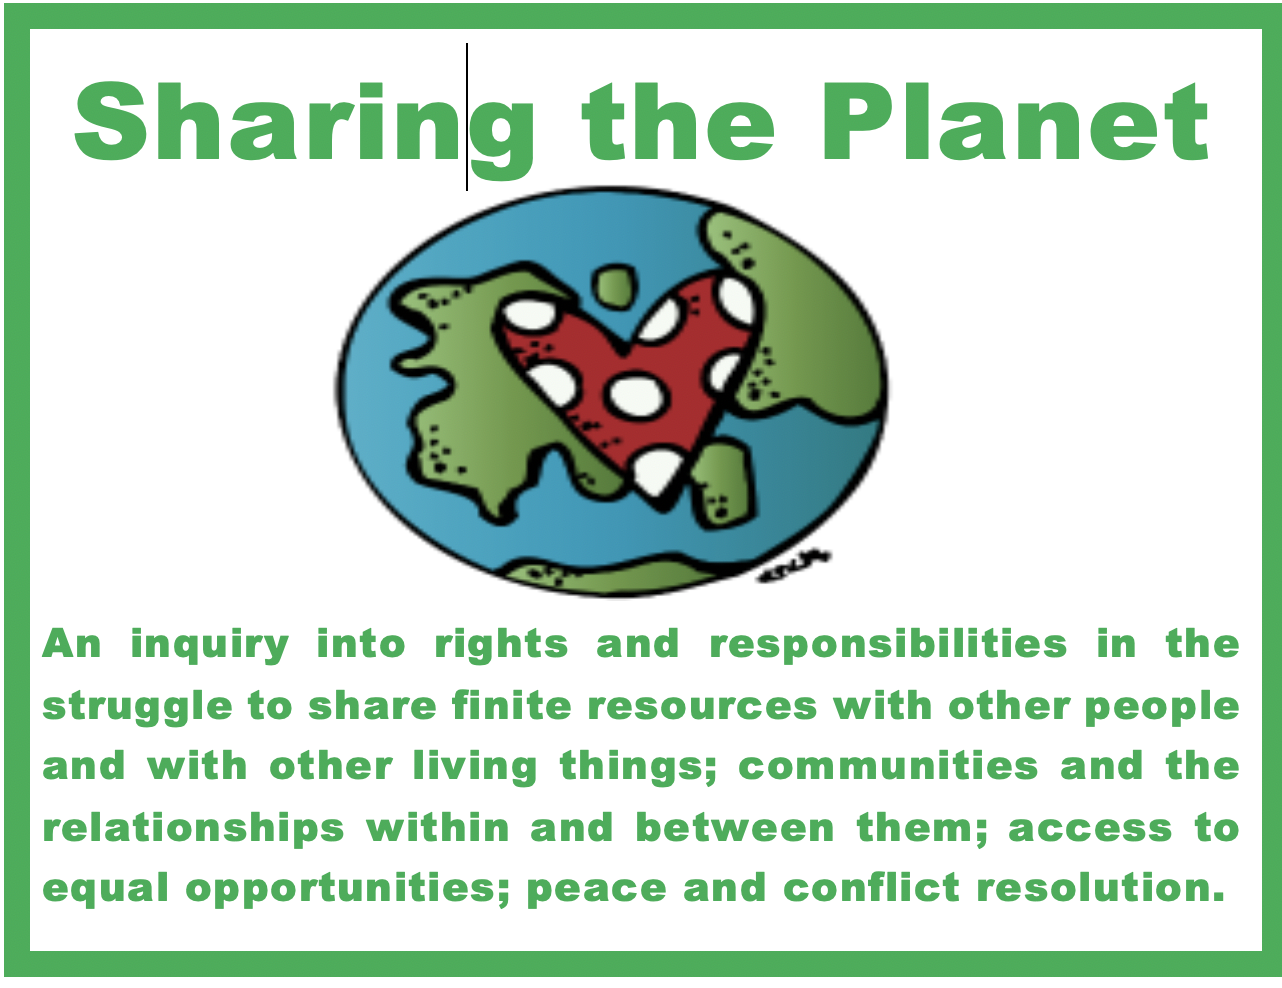 Sharing the Planet
An inquiry into rights and responsibilities in the
struggle to share finite resources with other people
and with other living things; communities and the
relationships within and between them; access to
equal opportunities; peace and conflict resolution.